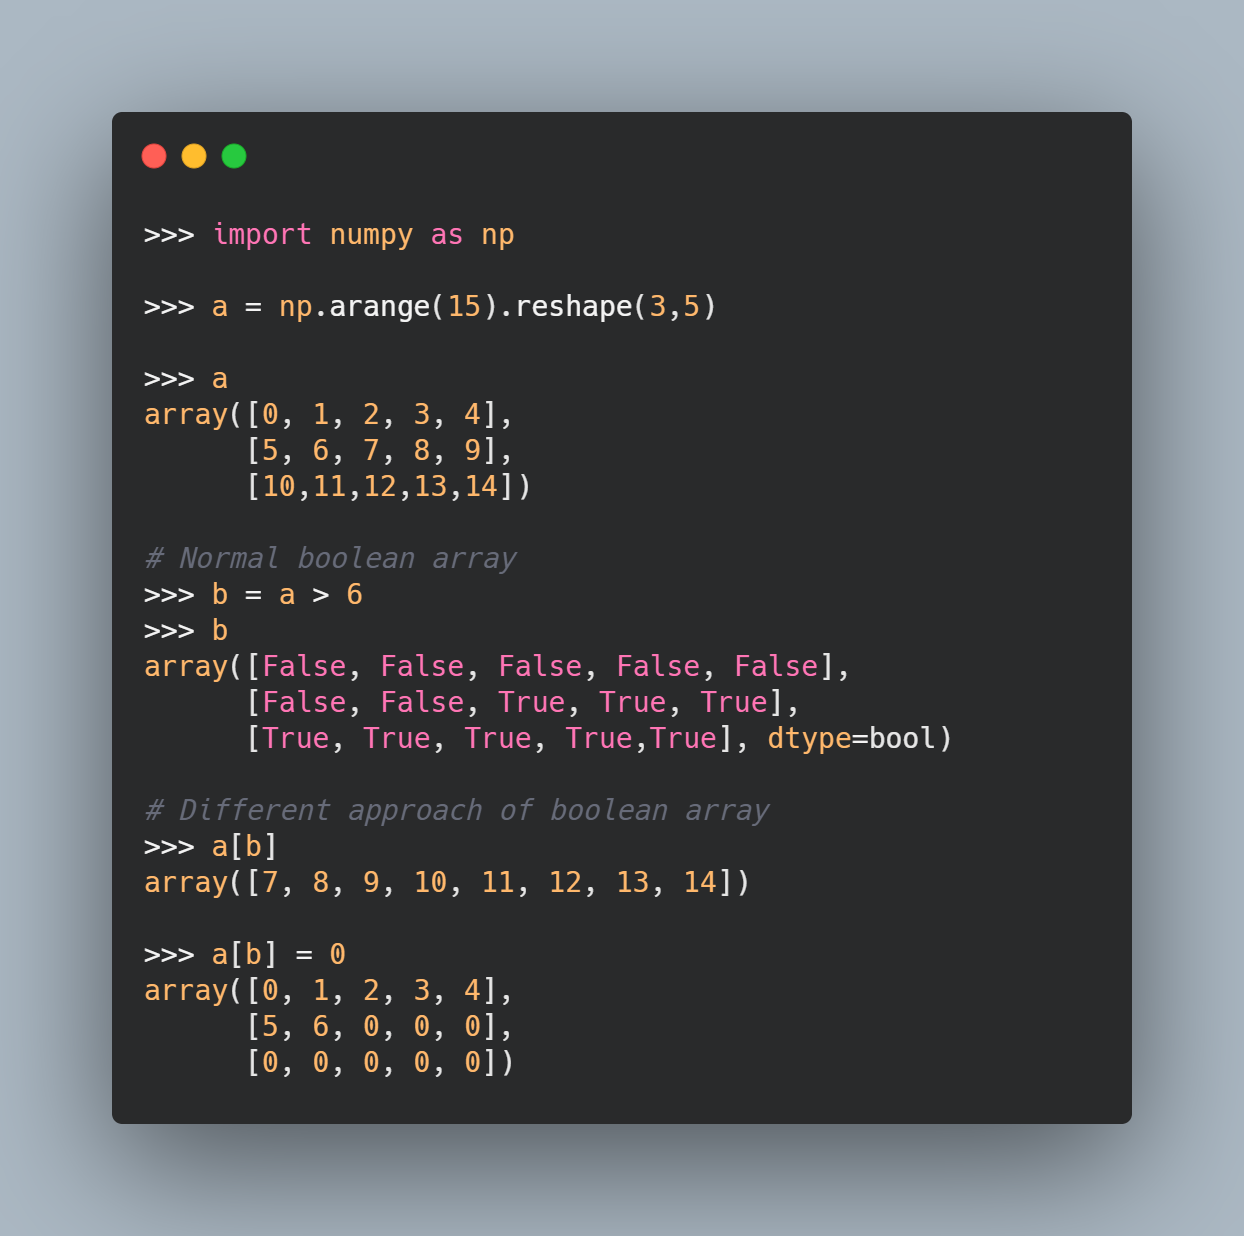 >>> import numpy as np
>>> a = np.arange(15).reshape(3,5)
>>> a
array([0, 1, 2, 3, 4],
      [5, 6, 7, 8, 9],
      [10,11,12,13,14])
# Normal boolean array
>>> b = a > 6
>>> b
array([False, False, False, False, False],
      [False, False, True, True, True],
      [True, True, True, True,True], dtype=bool)
# Different approach of boolean array
>>> a[b]
array([7, 8, 9, 10, 11, 12, 13, 14])
>>> a[b] = 0
array([0, 1, 2, 3, 4],
      [5, 6, 0, 0, 0],
      [0, 0, 0, 0, 0])